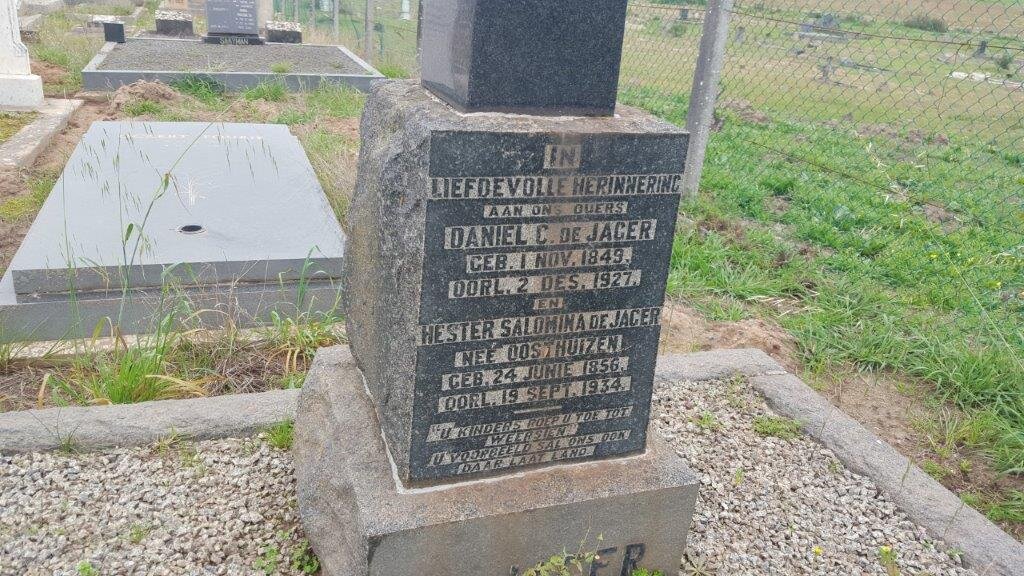 SAAYMAN
IN
LIEFDEVOLLE HERINNERING
AAN ONS OUERS
DANIEL C. DE JAGER
GEB. 1 NOV. 1849.
OORL. 2 DES. 1927.
EN
HESTER SALOMINA DE JAGER
NEÉ OOSTHUIZEN
GEB. 24 JUNIE 1856.
OORL. 19 SEPT. 1934.
"U KINDERS ROEP U TOE TOT
WEERSIEN.
U VOORBEELD SAL ONS OOK
DAAR LAAT LAND."